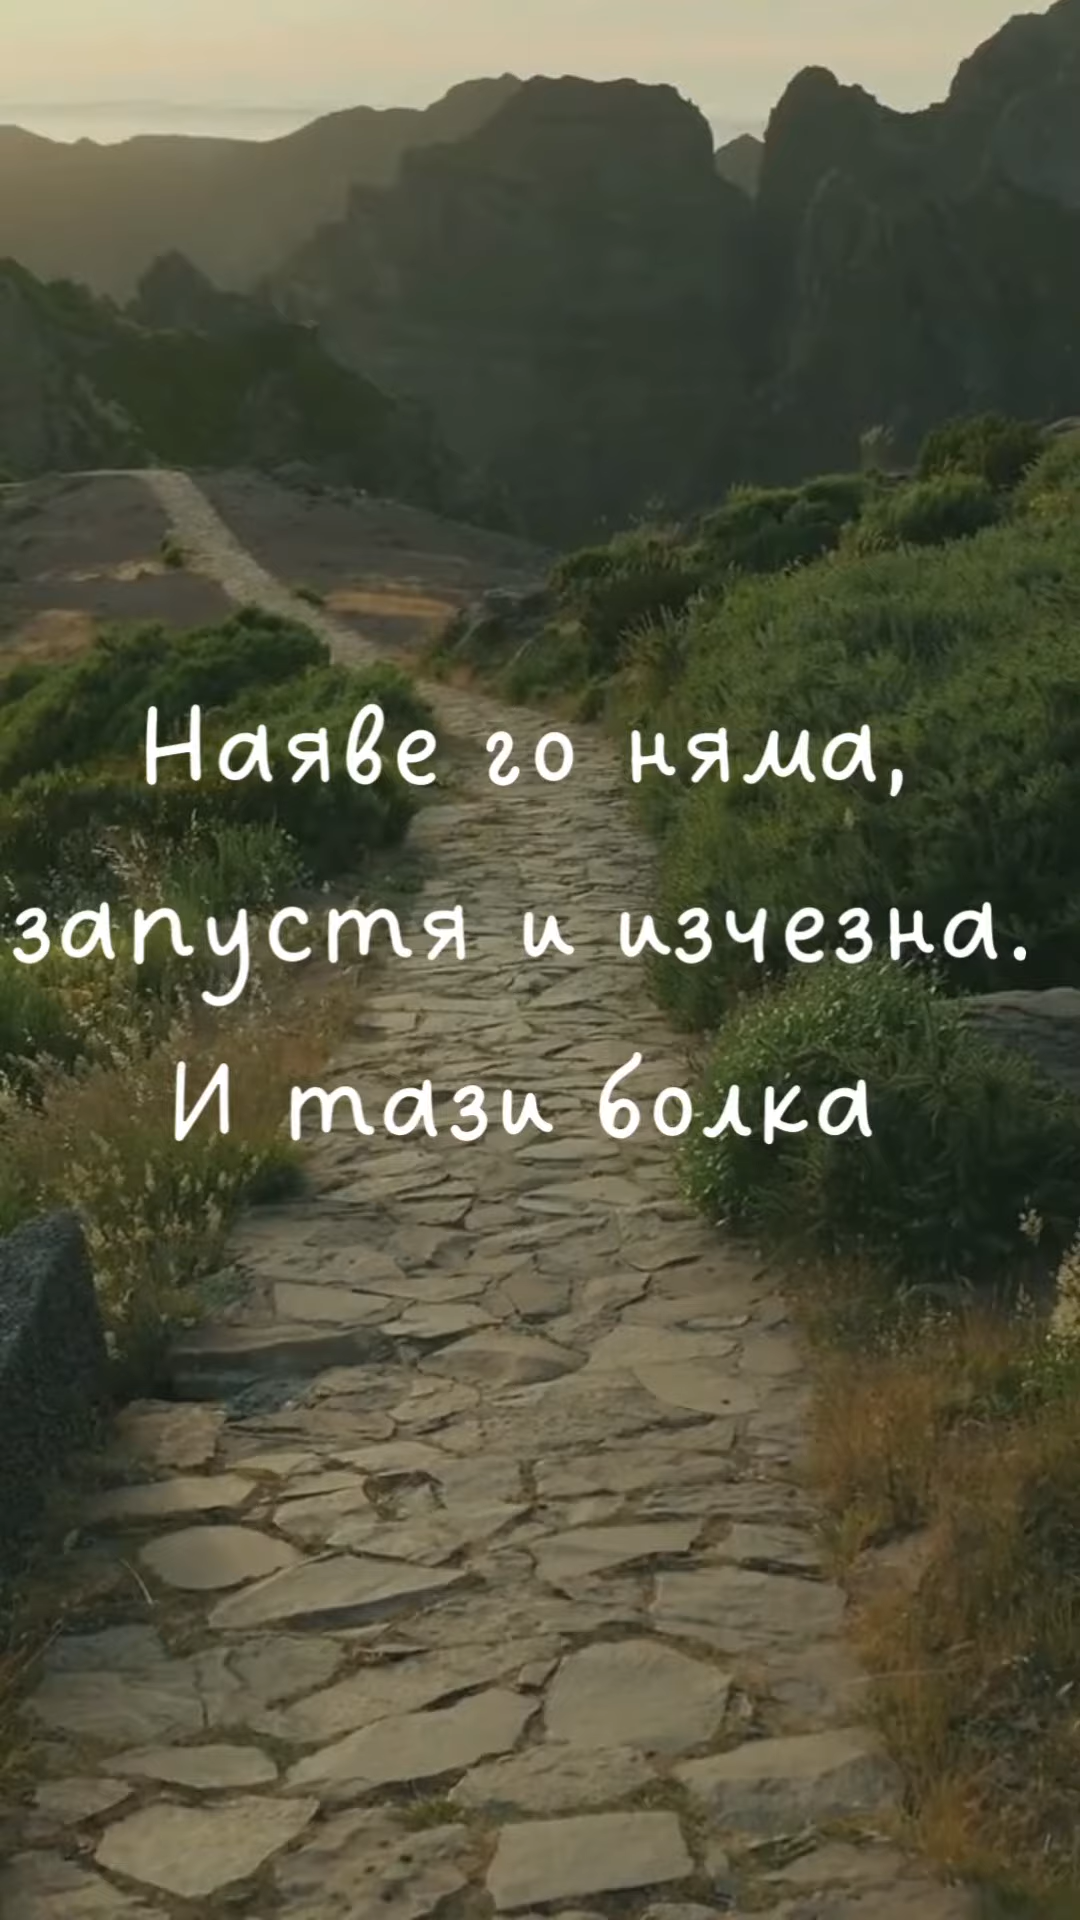 Наяве го няма,
запустя и изчезна.
И тази болка